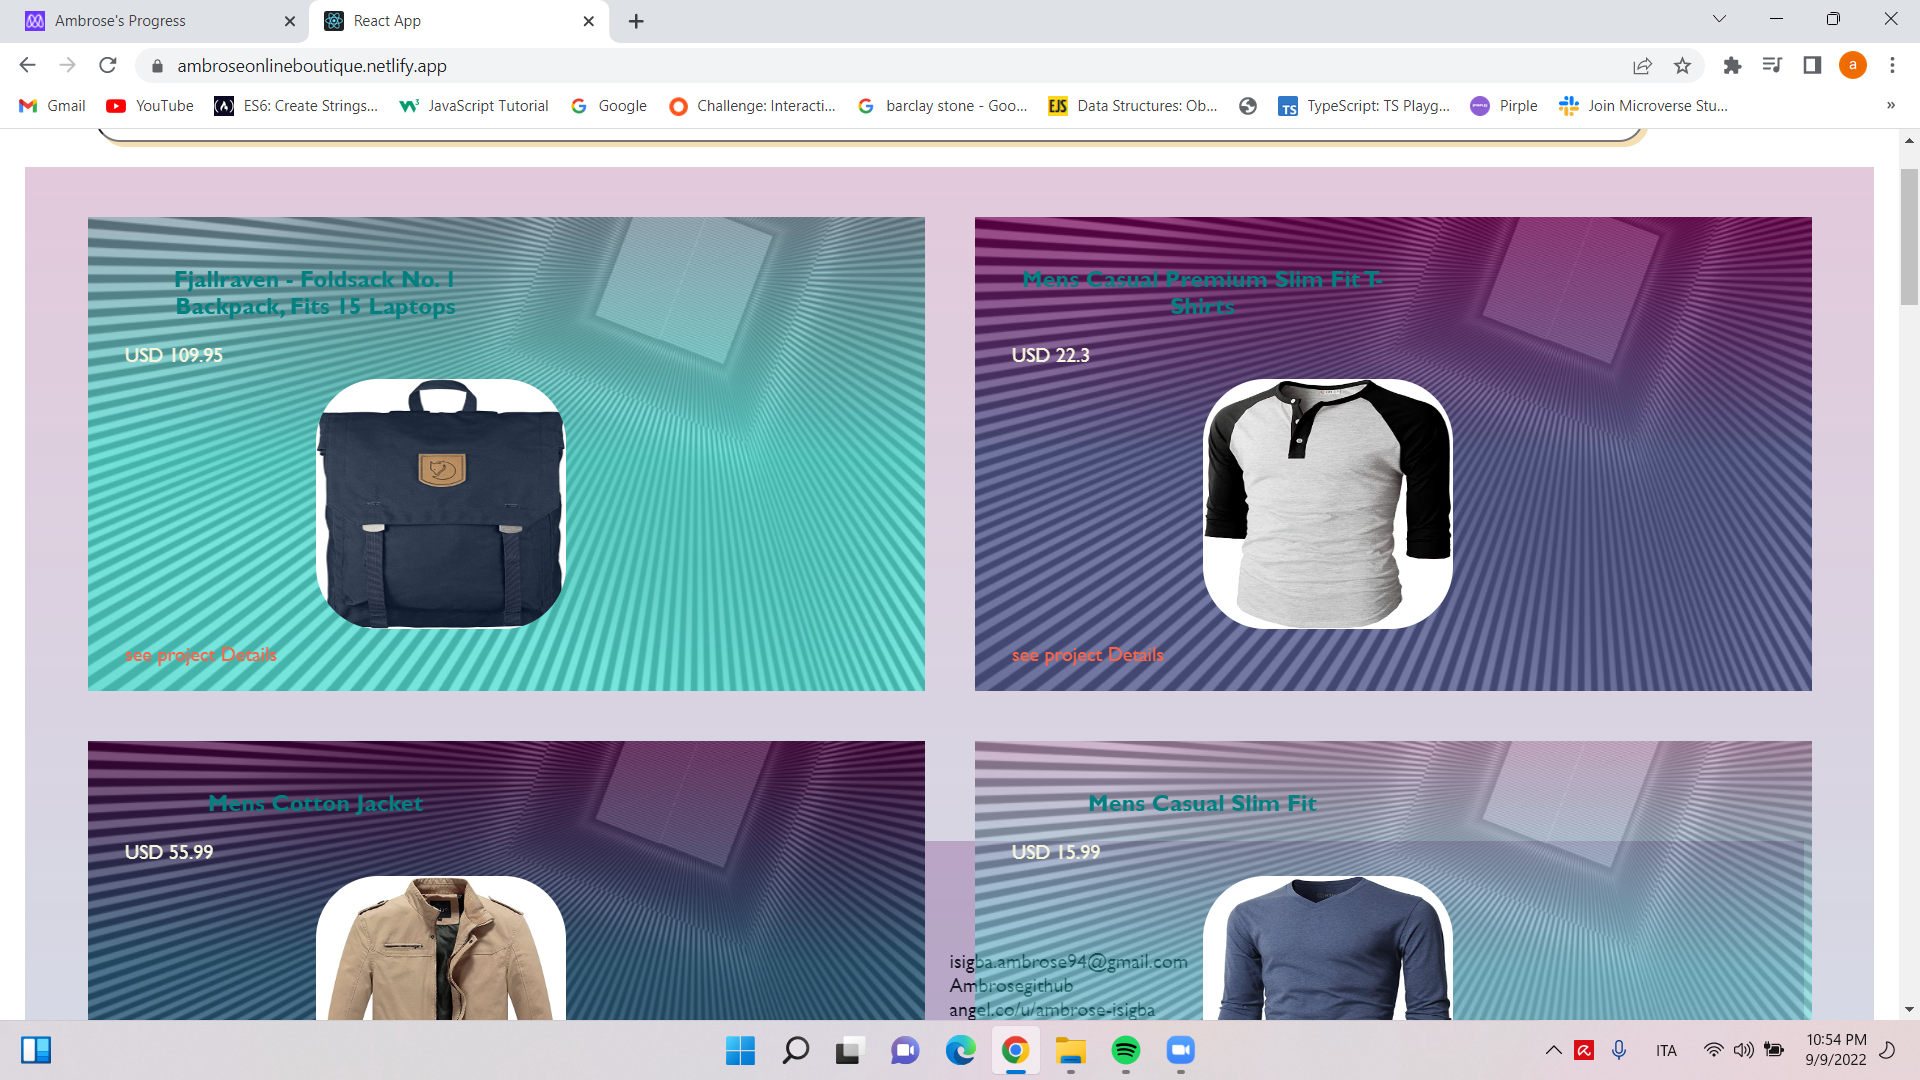 Ambrose's Progress
React App
ambroseonlineboutique.netlify.app
a
Gmail
YouTube
ES6: Create Strings...
JavaScript Tutorial
Google
Challenge: Interacti...
barclay stone - Goo...
EJS
Data Structures: Ob...
TS
TypeScript: TS Playg...
Pirple
Join Microverse Stu...
»
Fjallraven - Foldsack No. 1
Backpack, Fits 15 Laptops
USD 109.95
see project Details
Mens Casual Premium Slim Fit T-
Shirts
USD 22.3
see project Details
Mens Cotton Jacket
USD 55.99
Mens Casual Slim Fit
USD 15.99
isigba.ambrose94@gmail.com
Ambrosegithub
angel.co/u/ambrose-isigba
ITA
10:54 PM
9/9/2022